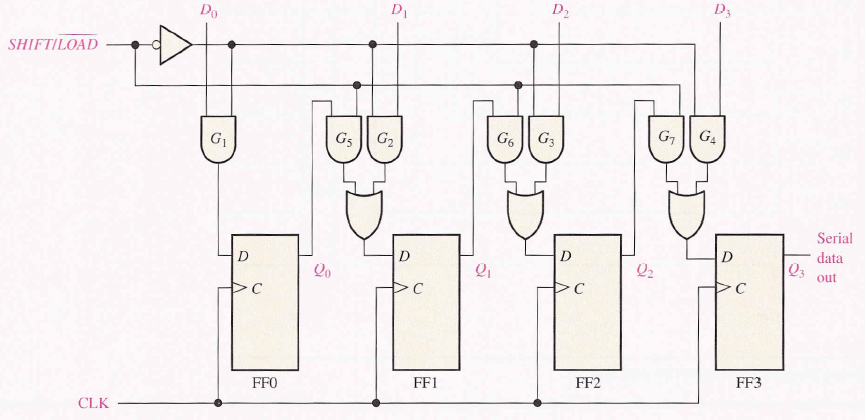 D₀ D₁ D₂ D₃
SHIFT/L̅O̅A̅D̅
G₁ G₅ G₂ G₆ G₃ G₇ G₄
Serial
D D D D
data
Q₀ Q₁ Q₂ Q₃
out
C C C C
FF0 FF1 FF2 FF3
CLK